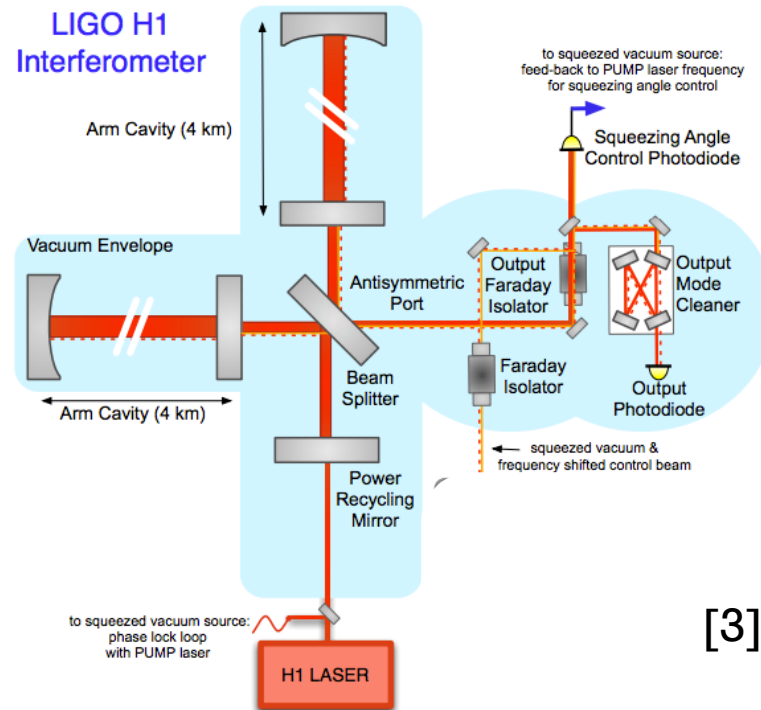 LIGO H1
Interferometer
Arm Cavity (4 km)
to squeezed vacuum source:
feed-back to PUMP laser frequency
for squeezing angle control
Squeezing Angle
Control Photodiode
Vacuum Envelope
Antisymmetric
Port
Output
Faraday
Isolator
Output
Mode
Cleaner
Beam
Splitter
Faraday
Isolator
Output
Photodiode
Arm Cavity (4 km)
squeezed vacuum &
frequency shifted control beam
Power
Recycling
Mirror
to squeezed vacuum source:
phase lock loop
with PUMP laser
H1 LASER
[3]